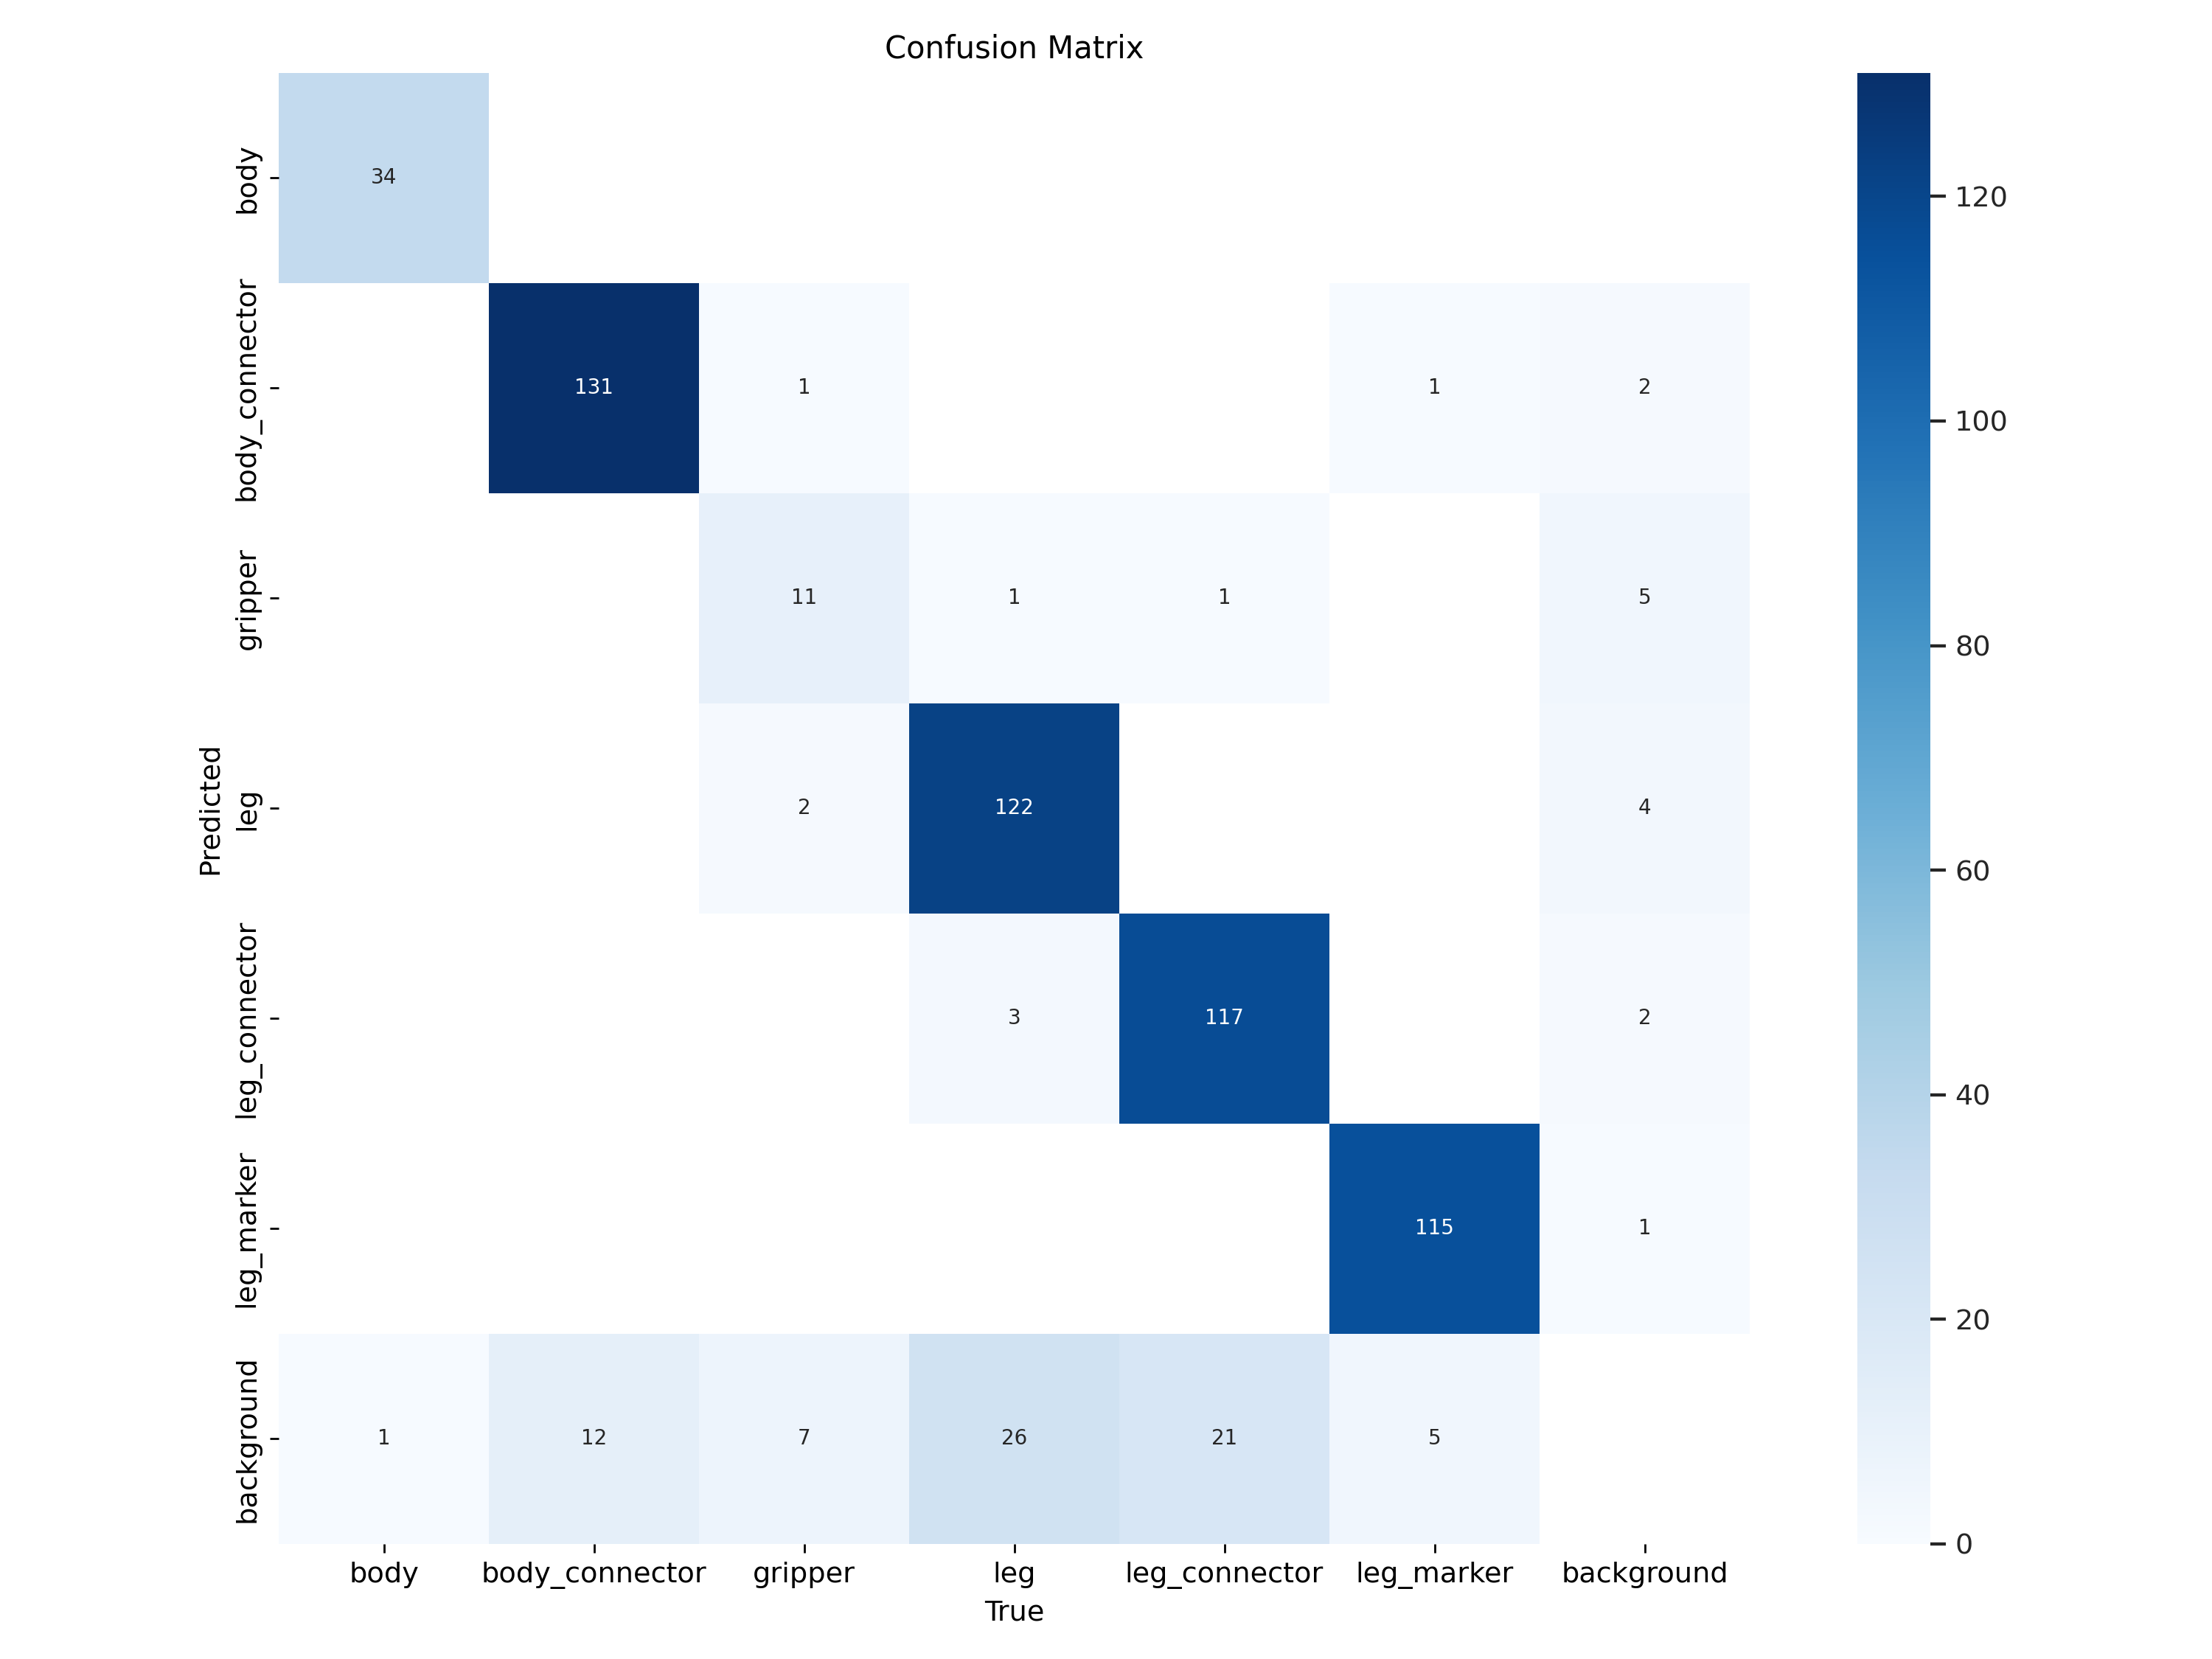 Confusion Matrix
body
34
body_connector
131
1
1
2
gripper
11
1
1
5
Predicted
leg
2
122
4
leg_connector
3
117
2
leg_marker
115
1
background
1
12
7
26
21
5
body
body_connector
gripper
leg
leg_connector
leg_marker
background
True
120
100
80
60
40
20
0